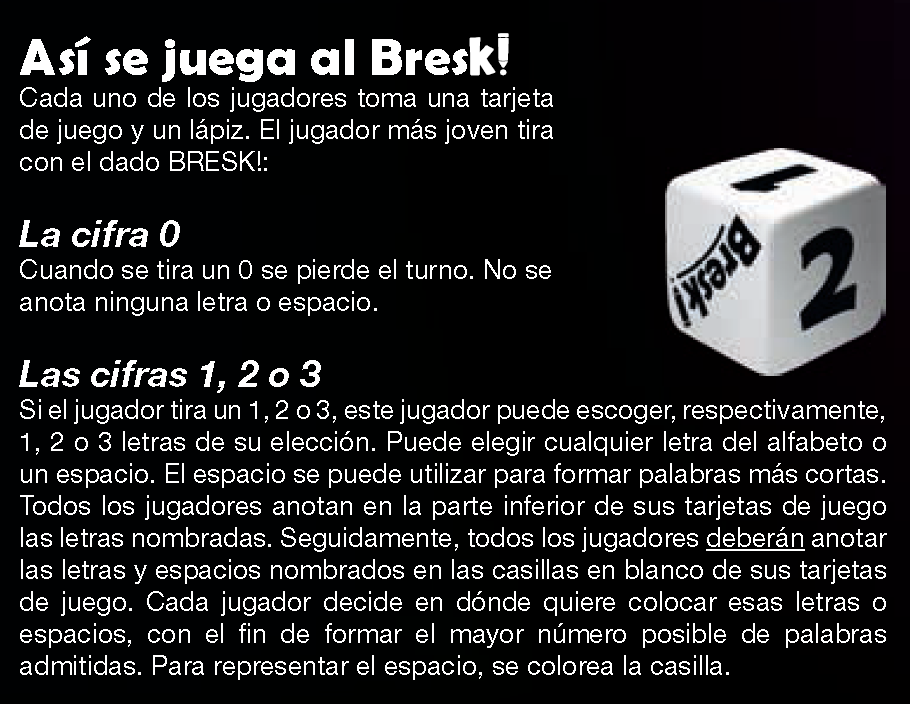 Así se juega al Bresk!
Cada uno de los jugadores toma una tarjeta
de juego y un lápiz. El jugador más joven tira
con el dado BRESK!:
La cifra 0
Cuando se tira un 0 se pierde el turno. No se
anota ninguna letra o espacio.
1
Bresk!
2
Las cifras 1, 2 o 3
Si el jugador tira un 1, 2 o 3, este jugador puede escoger, respectivamente,
1, 2 o 3 letras de su elección. Puede elegir cualquier letra del alfabeto o
un espacio. El espacio se puede utilizar para formar palabras más cortas.
Todos los jugadores anotan en la parte inferior de sus tarjetas de juego
las letras nombradas. Seguidamente, todos los jugadores deberán anotar
las letras y espacios nombrados en las casillas en blanco de sus tarjetas
de juego. Cada jugador decide en dónde quiere colocar esas letras o
espacios, con el fin de formar el mayor número posible de palabras
admitidas. Para representar el espacio, se colorea la casilla.